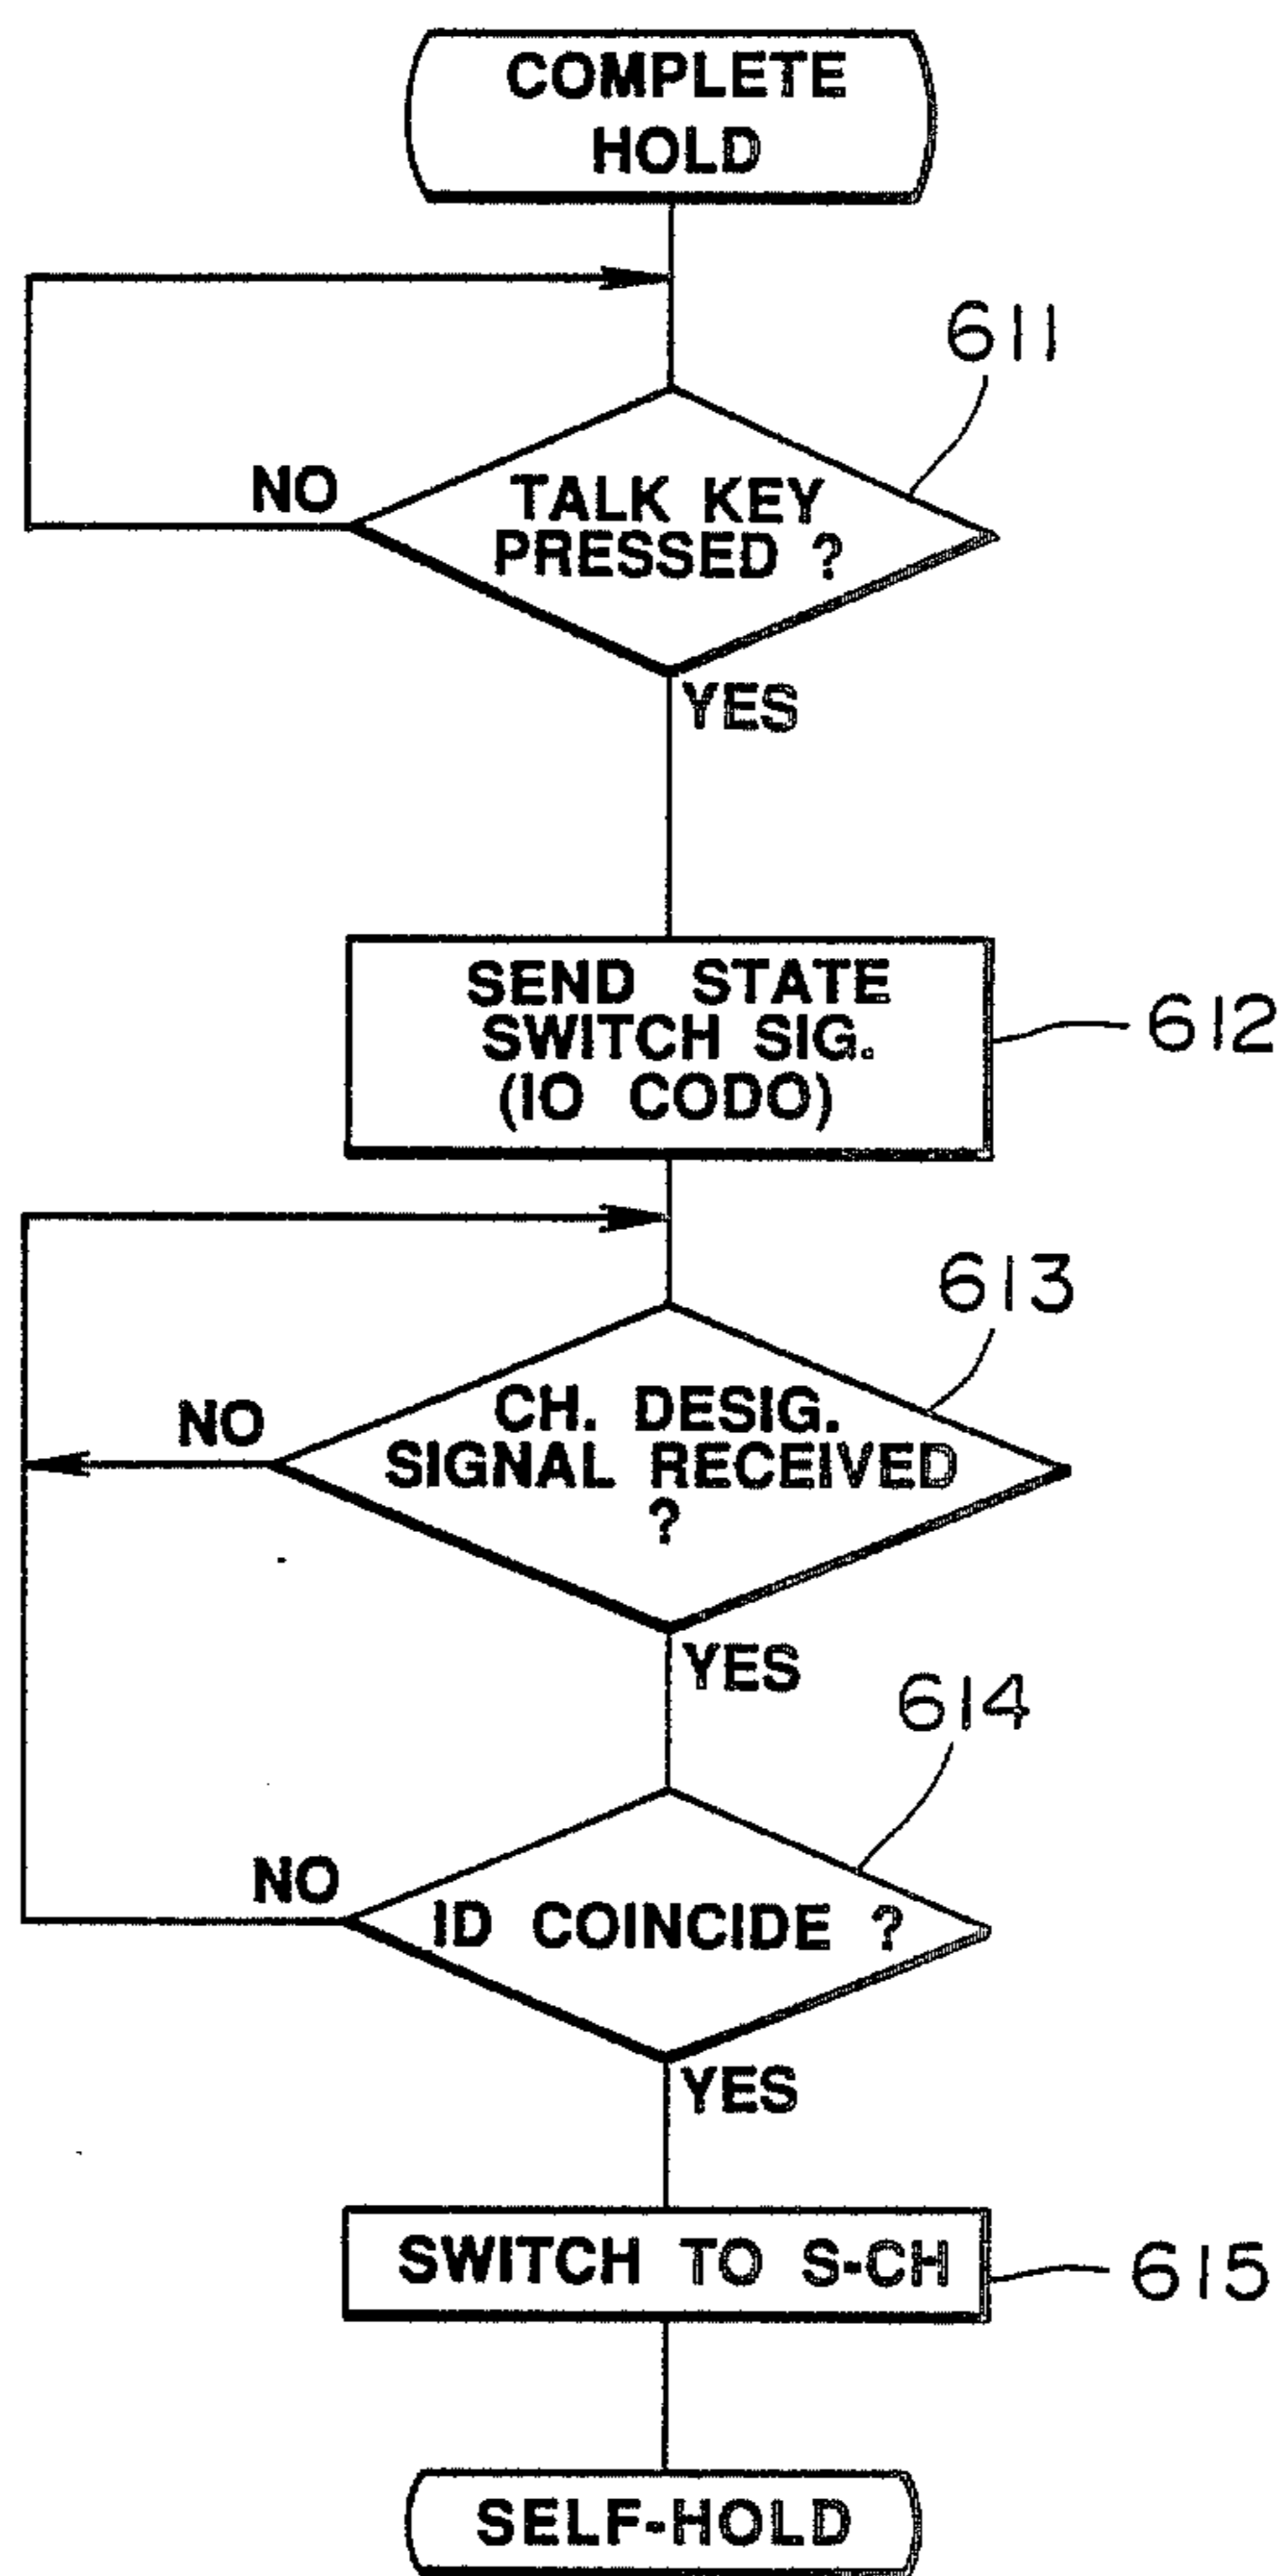 COMPLETE
HOLD
611
NO
TALK KEY
PRESSED ?
YES
SEND STATE
SWITCH SIG.
(IO CODO)
612
613
NO
CH. DESIG.
SIGNAL RECEIVED
?
YES
614
NO
ID COINCIDE ?
YES
SWITCH TO S-CH
615
SELF-HOLD